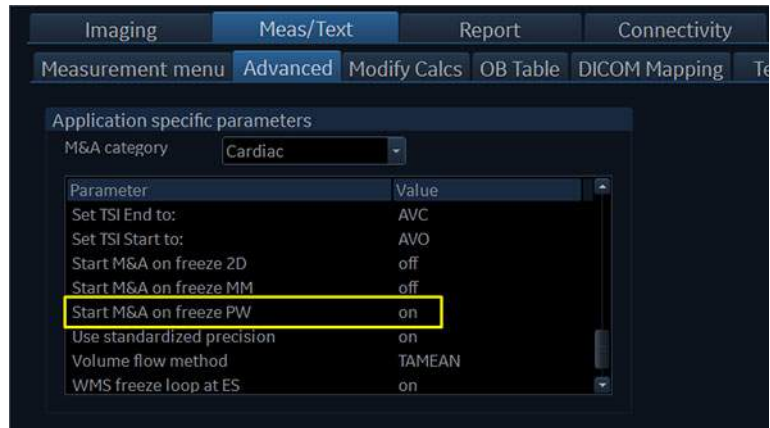 Imaging Meas/Text Report Connectivity
Measurement menu Advanced Modify Calcs OB Table DICOM Mapping Te
Application specific parameters
M&A category Cardiac
Parameter Value
Set TSI End to: AVC
Set TSI Start to: AVO
Start M&A on freeze 2D off
Start M&A on freeze MM off
Start M&A on freeze PW on
Use standardized precision on
Volume flow method TAMEAN
WMS freeze loop at ES on